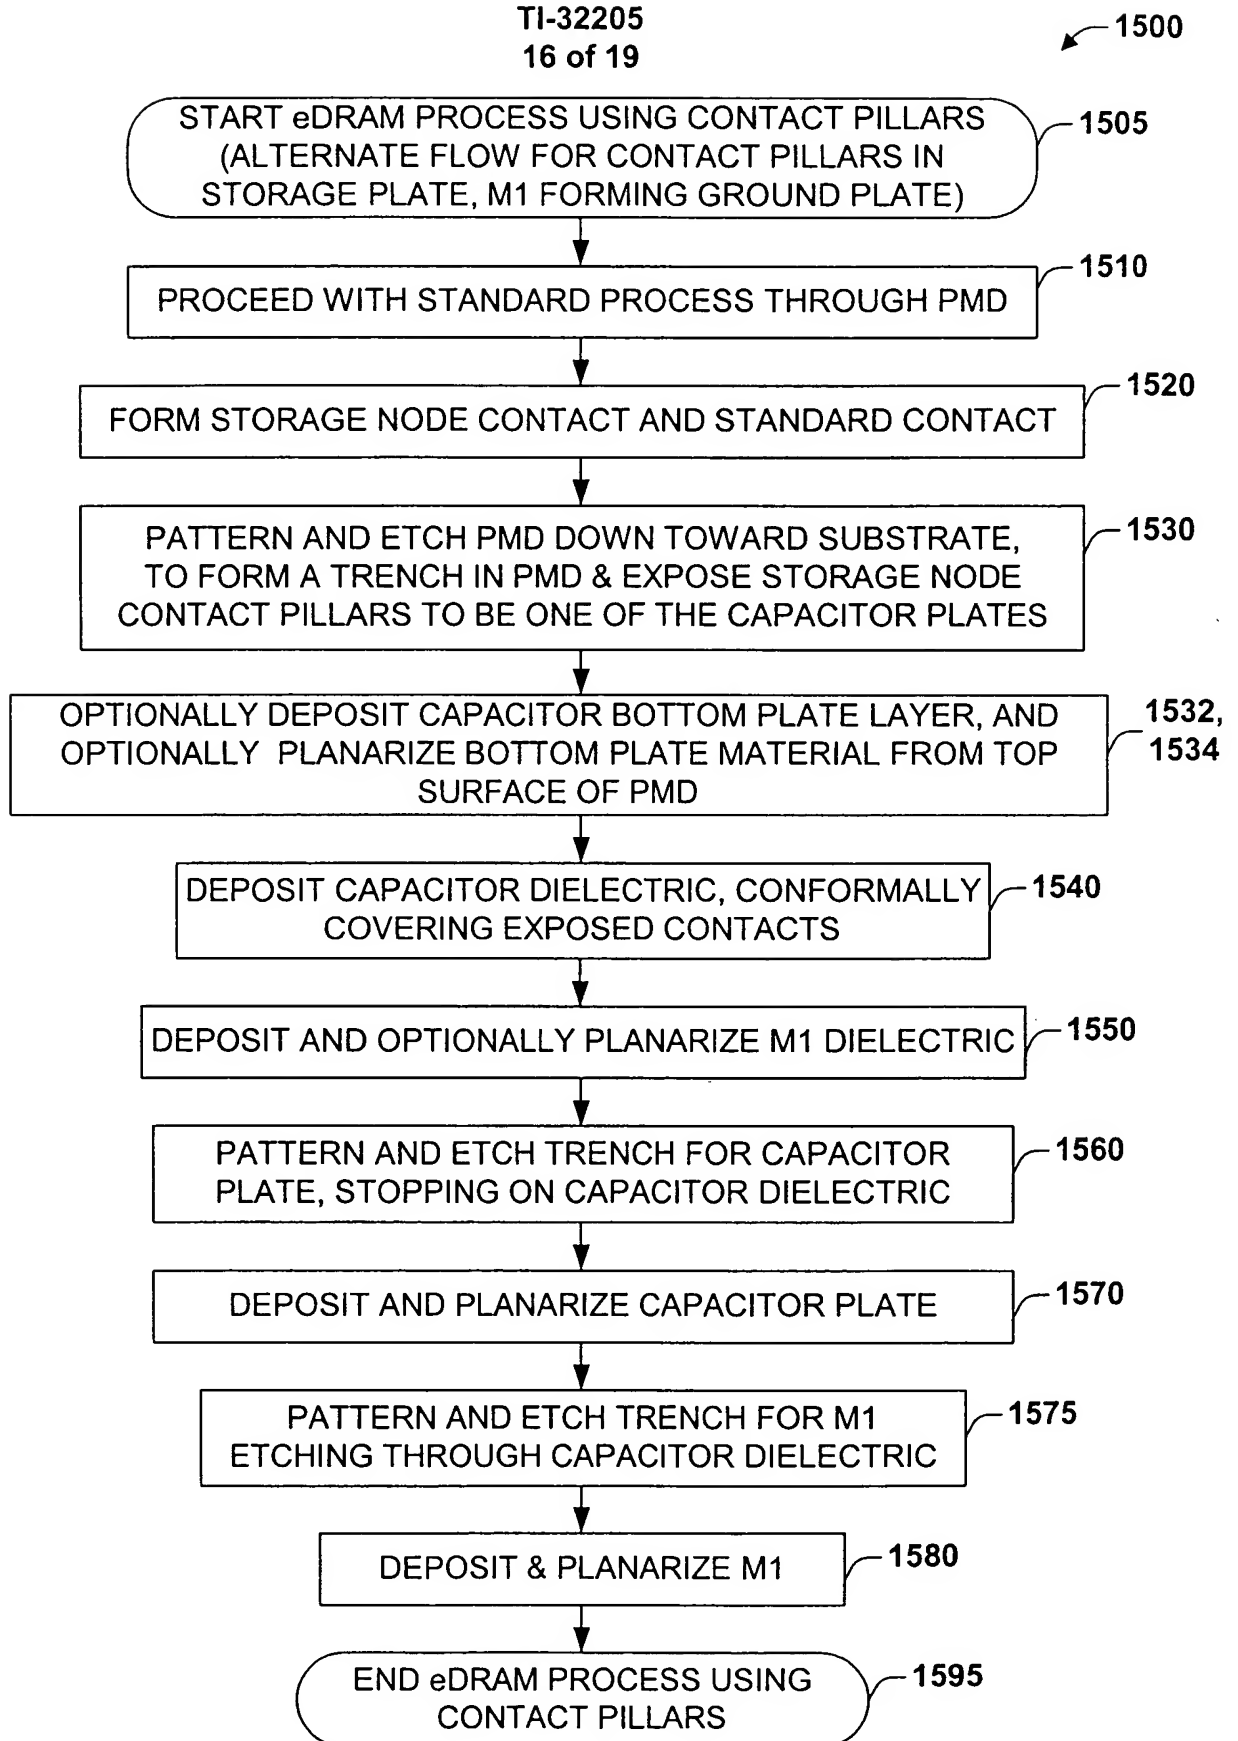 TI-32205
16 of 19
1500
START eDRAM PROCESS USING CONTACT PILLARS
(ALTERNATE FLOW FOR CONTACT PILLARS IN
STORAGE PLATE, M1 FORMING GROUND PLATE)
1505
PROCEED WITH STANDARD PROCESS THROUGH PMD
1510
FORM STORAGE NODE CONTACT AND STANDARD CONTACT
1520
PATTERN AND ETCH PMD DOWN TOWARD SUBSTRATE,
TO FORM A TRENCH IN PMD & EXPOSE STORAGE NODE
CONTACT PILLARS TO BE ONE OF THE CAPACITOR PLATES
1530
OPTIONALLY DEPOSIT CAPACITOR BOTTOM PLATE LAYER, AND
OPTIONALLY PLANARIZE BOTTOM PLATE MATERIAL FROM TOP
SURFACE OF PMD
1532,
1534
DEPOSIT CAPACITOR DIELECTRIC, CONFORMALLY
COVERING EXPOSED CONTACTS
1540
DEPOSIT AND OPTIONALLY PLANARIZE M1 DIELECTRIC
1550
PATTERN AND ETCH TRENCH FOR CAPACITOR
PLATE, STOPPING ON CAPACITOR DIELECTRIC
1560
DEPOSIT AND PLANARIZE CAPACITOR PLATE
1570
PATTERN AND ETCH TRENCH FOR M1
ETCHING THROUGH CAPACITOR DIELECTRIC
1575
DEPOSIT & PLANARIZE M1
1580
END eDRAM PROCESS USING
CONTACT PILLARS
1595